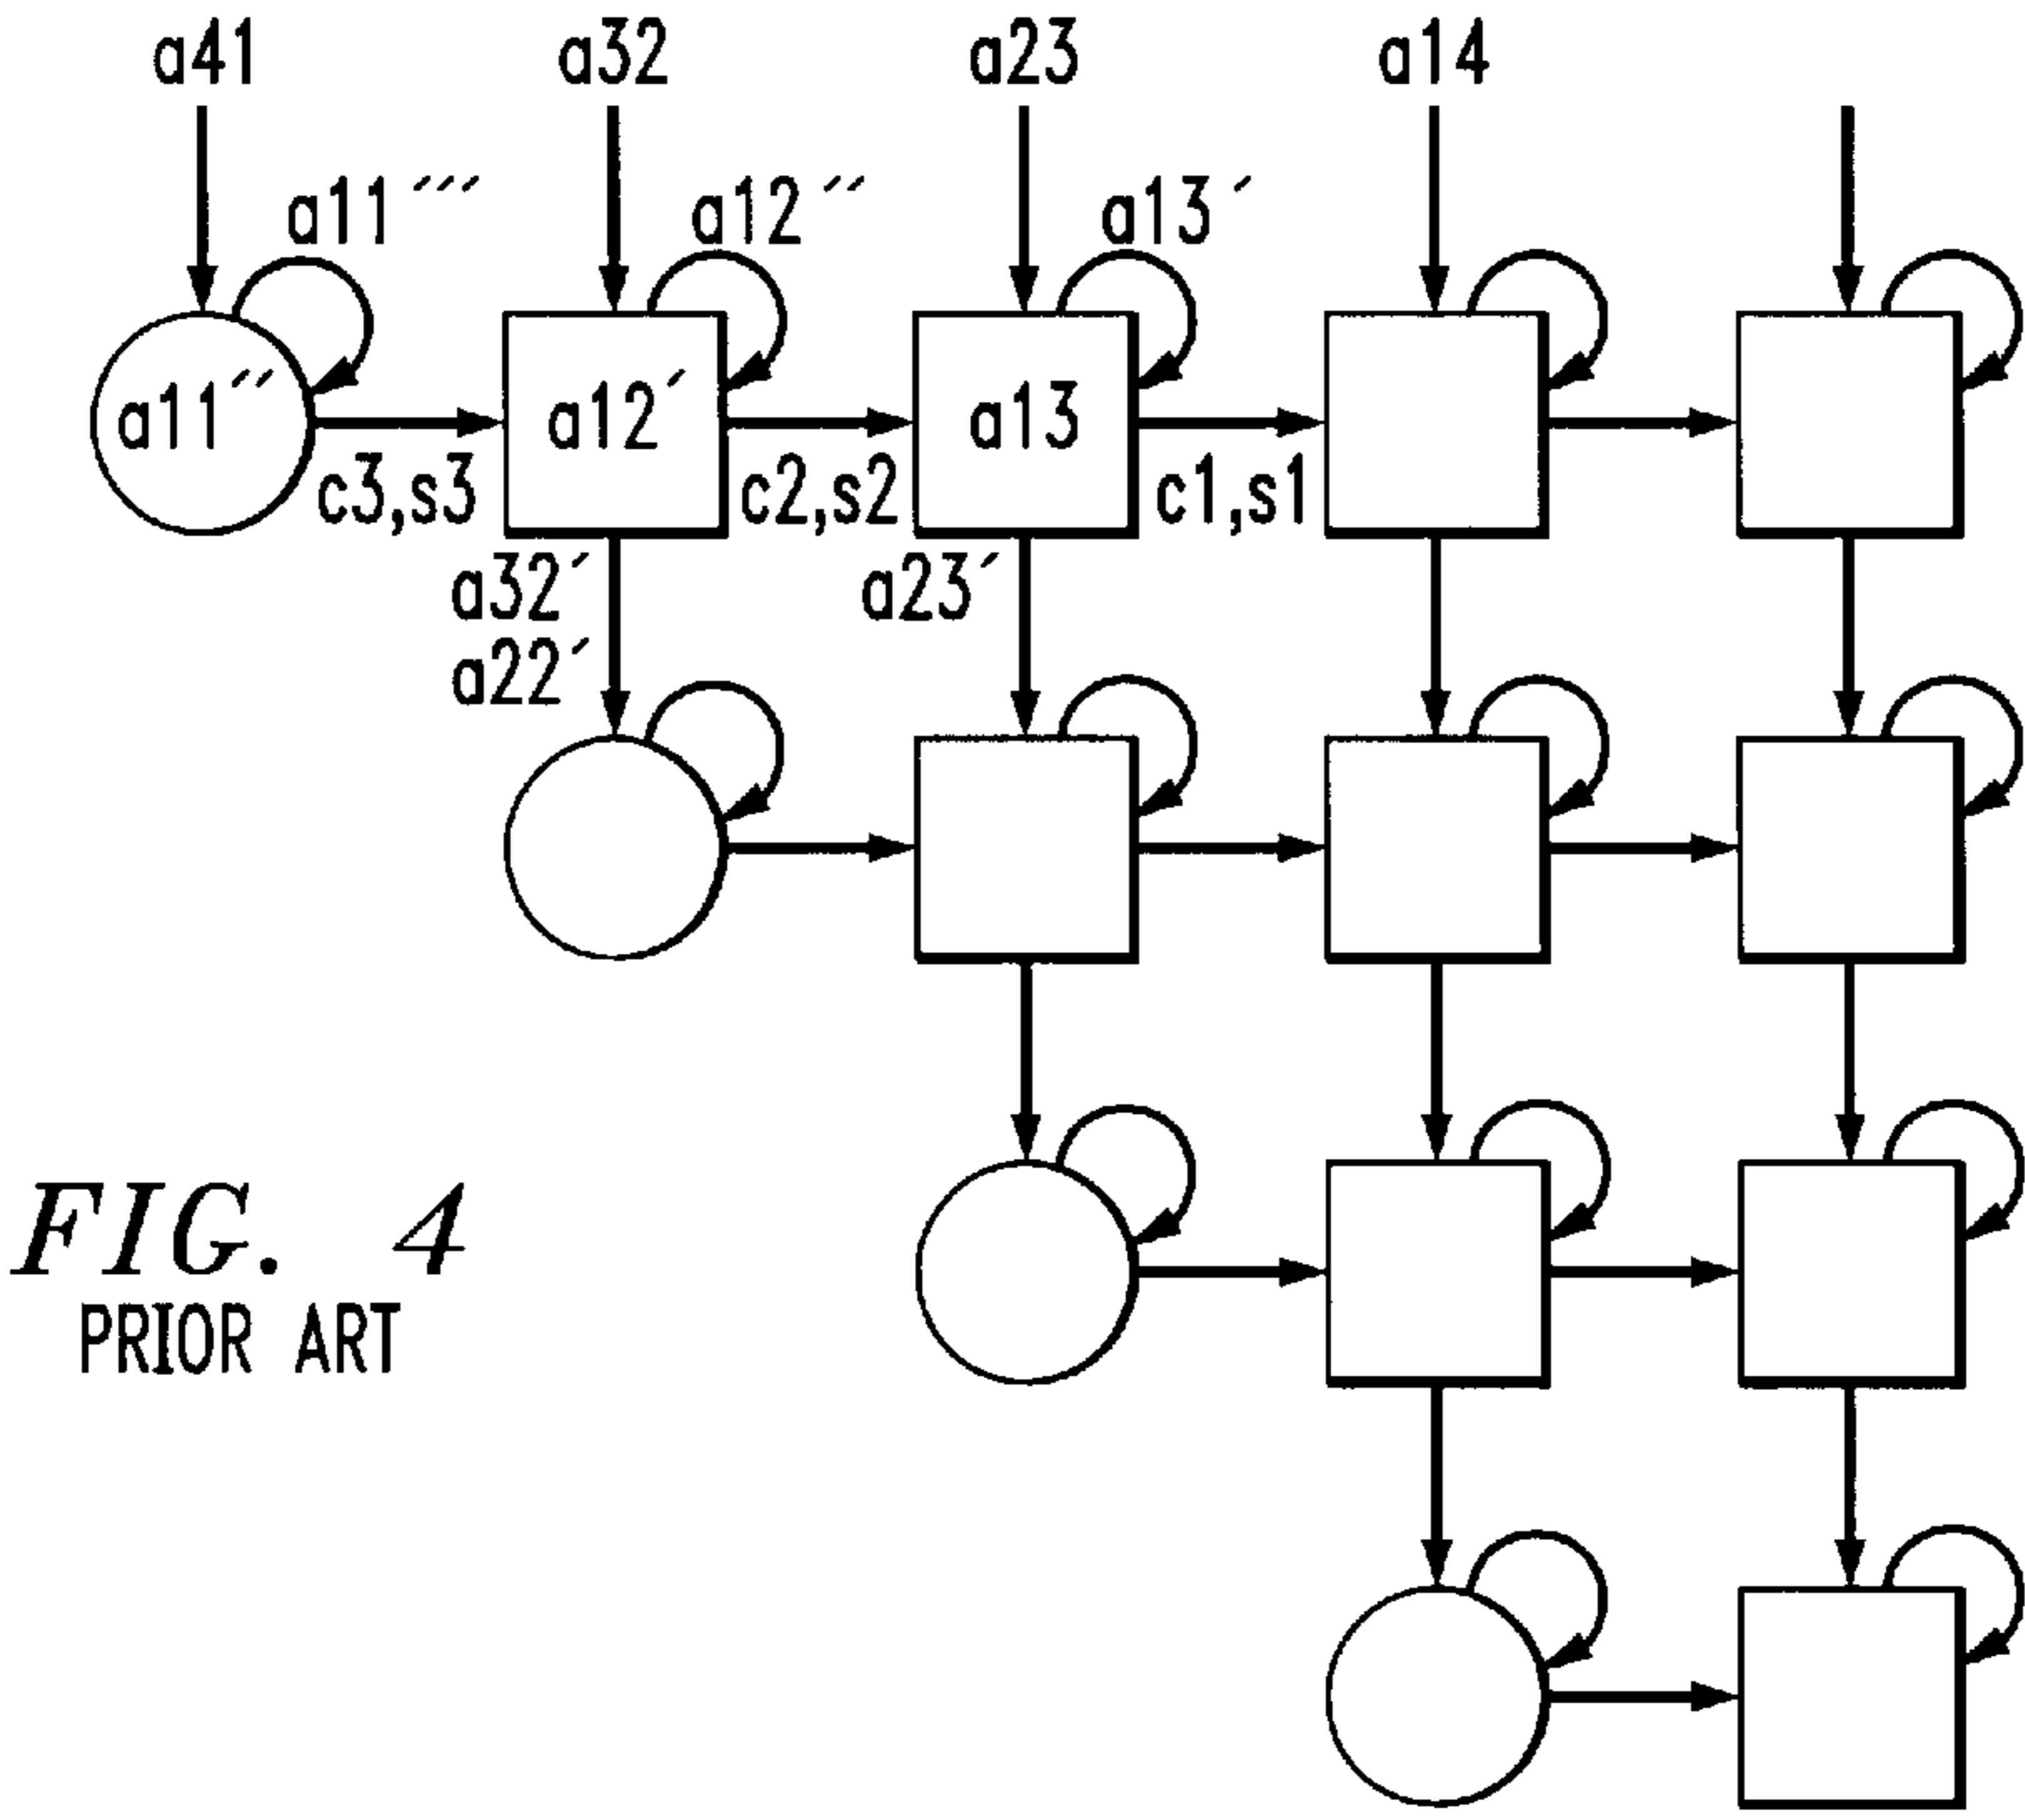 a41 a32 a23 a14
a11‴ a12″ a13′
a11″ a12′ a13
c3,s3 c2,s2 c1,s1
a32′ a23′
a22′
FIG. 4
PRIOR ART